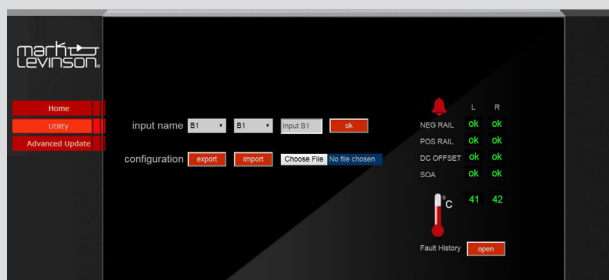 mark
Levinson®
Home
Utility
Advanced Update
input name B1 B1 Input B1 ok
configuration export import Choose File No file chosen
L R
NEG RAIL ok ok
POS RAIL ok ok
DC OFFSET ok ok
SOA ok ok
°C 41 42
Fault History open